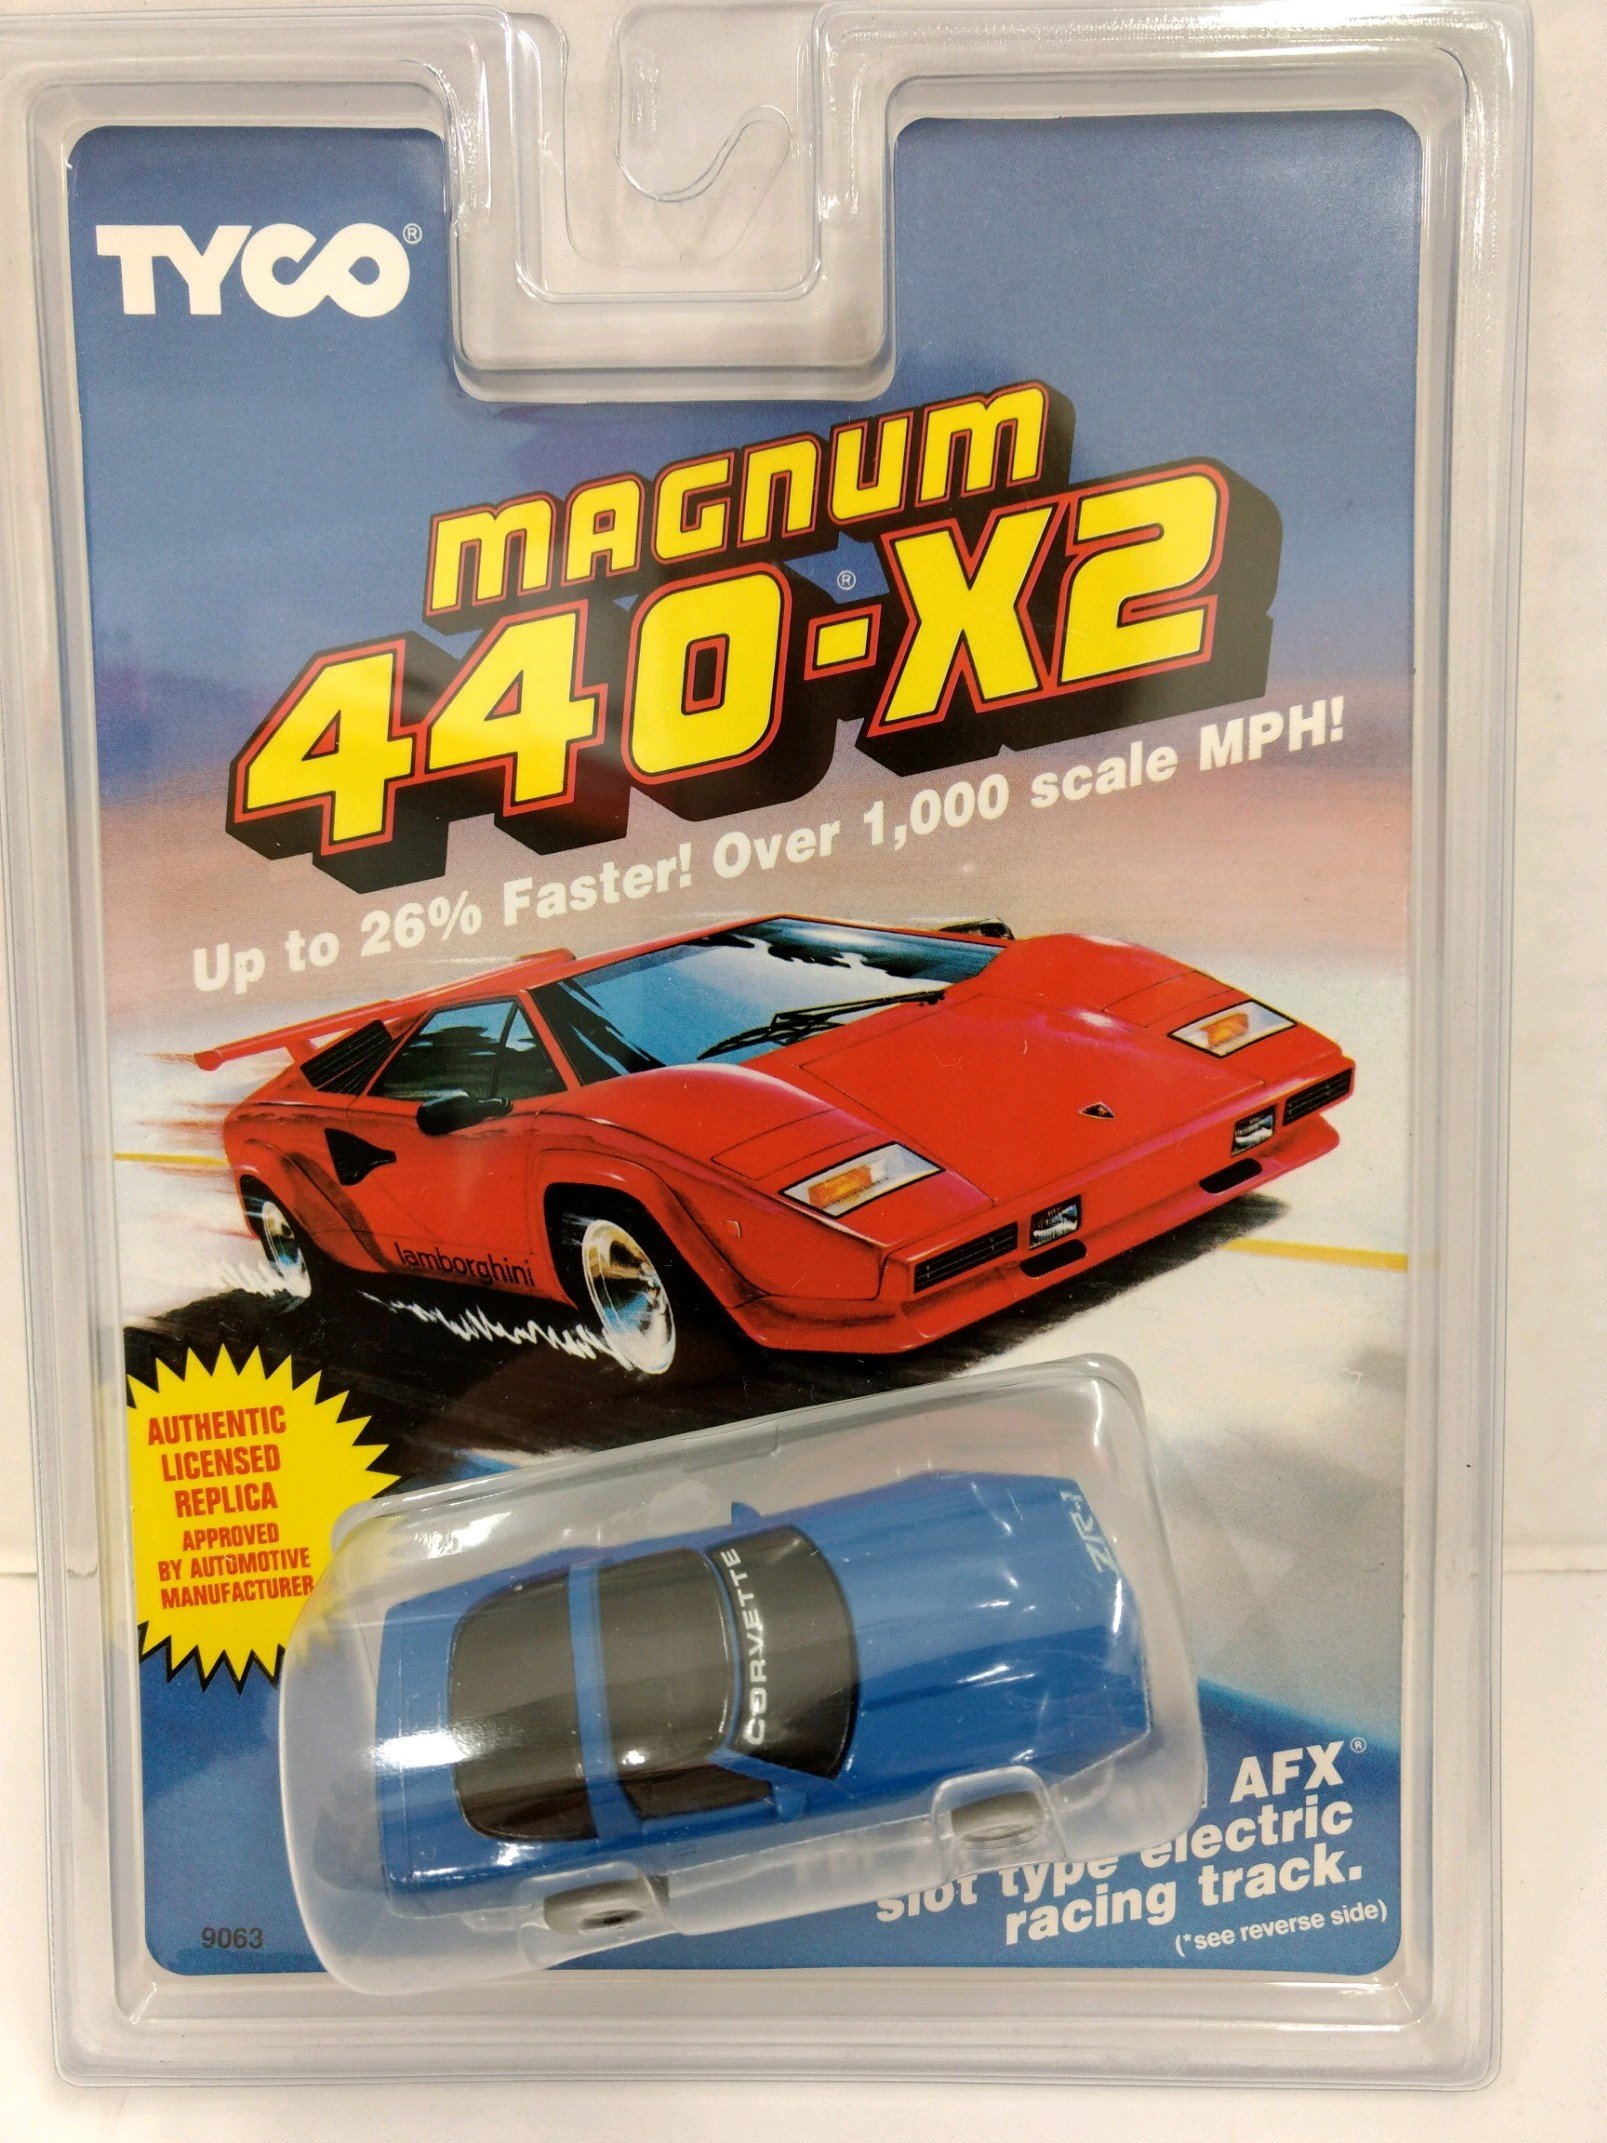 TYCO®
MAGNUM
440®-X2
Up to 26% Faster! Over 1,000 scale MPH!
lamborghini
AUTHENTIC
LICENSED
REPLICA
APPROVED
BY AUTOMOTIVE
MANUFACTURER
CORVETTE
ZR-1
AFX®
slot type electric
racing track.
(*see reverse side)
9063